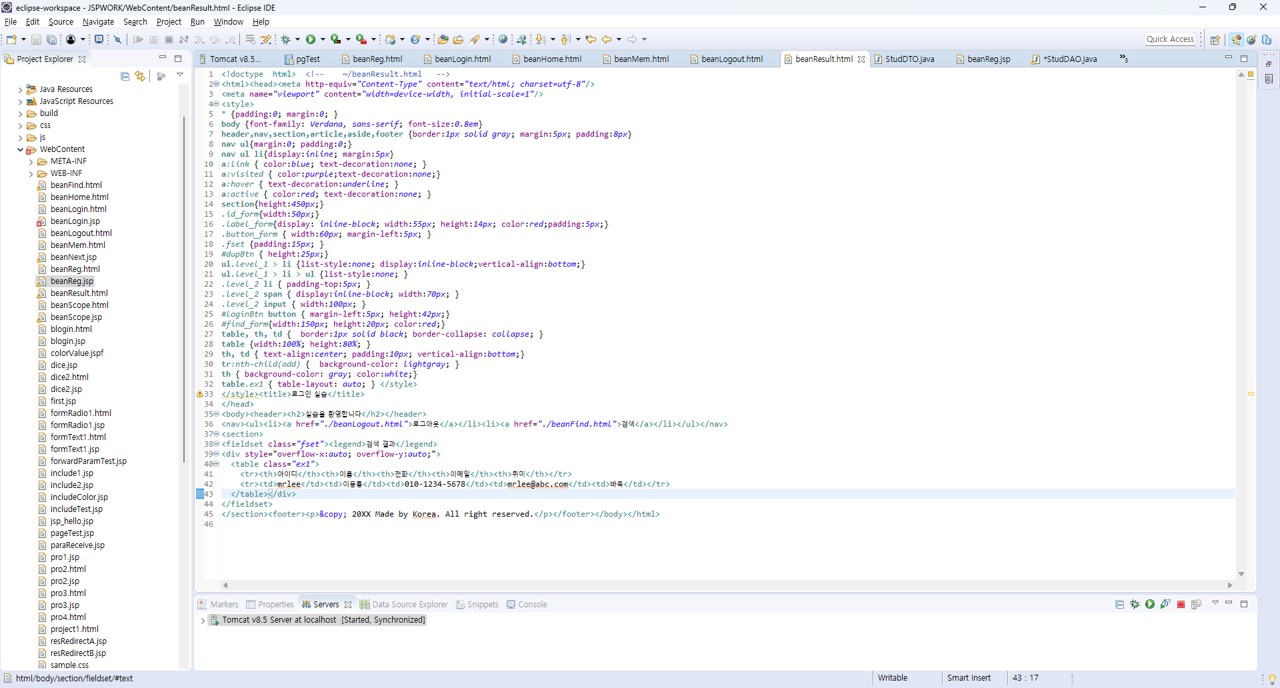 eclipse-workspace - JSPWORK/WebContent/beanResult.html - Eclipse IDE
File Edit Source Navigate Search Project Run Window Help
Quick Access
Project Explorer
Tomcat v8.5... pgTest beanReg.html beanLogin.html beanHome.html beanMem.html beanLogout.html beanResult.html StudDTO.java beanReg.jsp *StudDAO.java »5
Java Resources
JavaScript Resources
build
css
js
WebContent
META-INF
WEB-INF
beanFind.html
beanHome.html
beanLogin.html
beanLogin.jsp
beanLogout.html
beanMem.html
beanNext.jsp
beanReg.html
beanReg.jsp
beanResult.html
beanScope.html
beanScope.jsp
blogin.html
blogin.jsp
colorValue.jspf
dice.jsp
dice2.html
dice2.jsp
first.jsp
formRadio1.html
formRadio1.jsp
formText1.html
formText1.jsp
forwardParamTest.jsp
include1.jsp
include2.jsp
includeColor.jsp
includeTest.jsp
jsp_hello.jsp
pageTest.jsp
paraReceive.jsp
pro1.jsp
pro2.html
pro2.jsp
pro3.html
pro3.jsp
pro4.html
project1.html
resRedirectA.jsp
resRedirectB.jsp
sample.css
1 <!doctype html> <!-- ~/beanResult.html -->
2 <html><head><meta http-equiv="Content-Type" content="text/html; charset=utf-8"/>
3 <meta name="viewport" content="width=device-width, initial-scale=1"/>
4 <style>
5 * {padding:0; margin:0; }
6 body {font-family: Verdana, sans-serif; font-size:0.8em}
7 header,nav,section,article,aside,footer {border:1px solid gray; margin:5px; padding:8px}
8 nav ul{margin:0; padding:0;}
9 nav ul li{display:inline; margin:5px}
10 a:link { color:blue; text-decoration:none; }
11 a:visited { color:purple;text-decoration:none;}
12 a:hover { text-decoration:underline; }
13 a:active { color:red; text-decoration:none; }
14 section{height:450px;}
15 .id_form{width:50px;}
16 .label_form{display: inline-block; width:55px; height:14px; color:red;padding:5px;}
17 .button_form { width:60px; margin-left:5px; }
18 .fset {padding:15px; }
19 #dupBtn { height:25px;}
20 ul.level_1 > li {list-style:none; display:inline-block;vertical-align:bottom;}
21 ul.level_1 > li > ul {list-style:none; }
22 .level_2 li { padding-top:5px; }
23 .level_2 span { display:inline-block; width:70px; }
24 .level_2 input { width:100px; }
25 #loginBtn button { margin-left:5px; height:42px;}
26 #find_form{width:150px; height:20px; color:red;}
27 table, th, td { border:1px solid black; border-collapse: collapse; }
28 table {width:100%; height:80%; }
29 th, td { text-align:center; padding:10px; vertical-align:bottom;}
30 tr:nth-child(odd) { background-color: lightgray; }
31 th { background-color: gray; color:white;}
32 table.ex1 { table-layout: auto; } </style>
33 </style><title>로그인 실습</title>
34 </head>
35 <body><header><h2>실습을 환영합니다</h2></header>
36 <nav><ul><li><a href="./beanLogout.html">로그아웃</a></li><li><a href="./beanFind.html">검색</a></li></ul></nav>
37 <section>
38 <fieldset class="fset"><legend>검색 결과</legend>
39 <div style="overflow-x:auto; overflow-y:auto;">
40 <table class="ex1">
41 <tr><th>아이디</th><th>이름</th><th>전화</th><th>이메일</th><th>취미</th></tr>
42 <tr><td>mrlee</td><td>이몽룡</td><td>010-1234-5678</td><td>mrlee@abc.com</td><td>바둑</td></tr>
43 </table></div>
44 </fieldset>
45 </section><footer><p>&copy; 20XX Made by Korea. All right reserved.</p></footer></body></html>
46
Markers Properties Servers Data Source Explorer Snippets Console
Tomcat v8.5 Server at localhost [Started, Synchronized]
html/body/section/fieldset/#text Writable Smart Insert 43 : 17